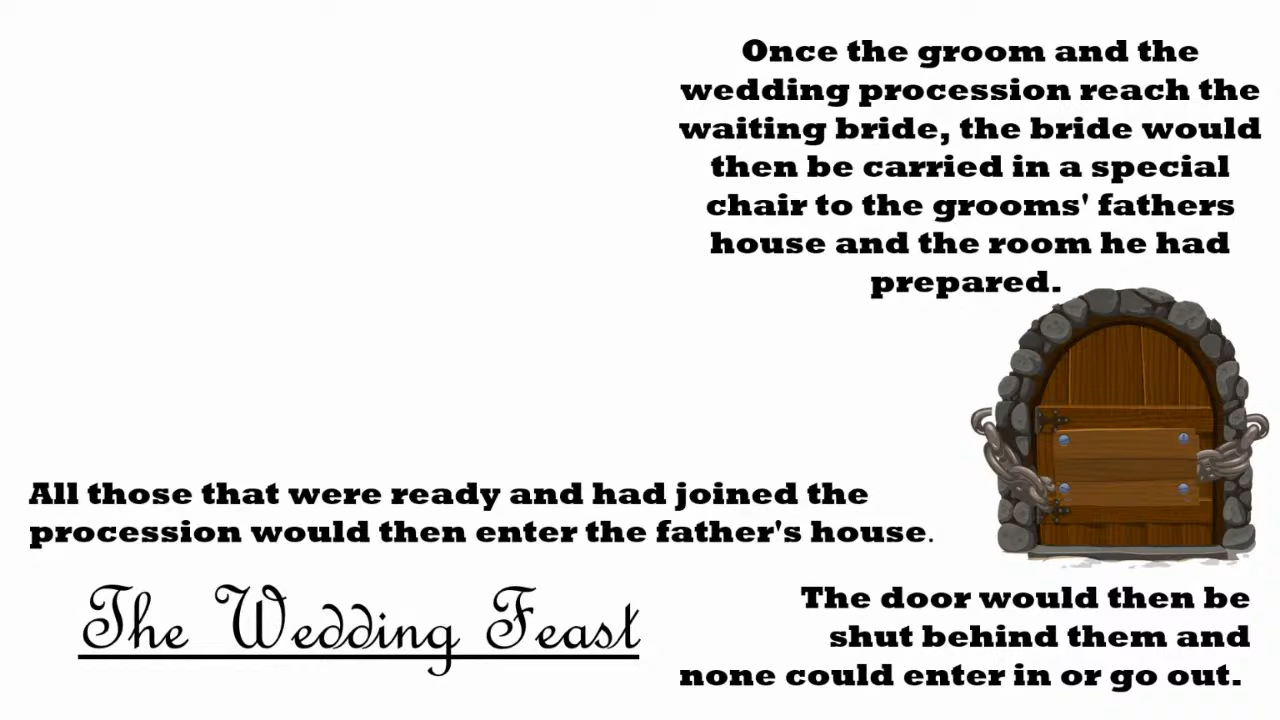 Once the groom and the
wedding procession reach the
waiting bride, the bride would
then be carried in a special
chair to the grooms' fathers
house and the room he had
prepared.
All those that were ready and had joined the
procession would then enter the father's house.
The Wedding Feast
The door would then be
shut behind them and
none could enter in or go out.